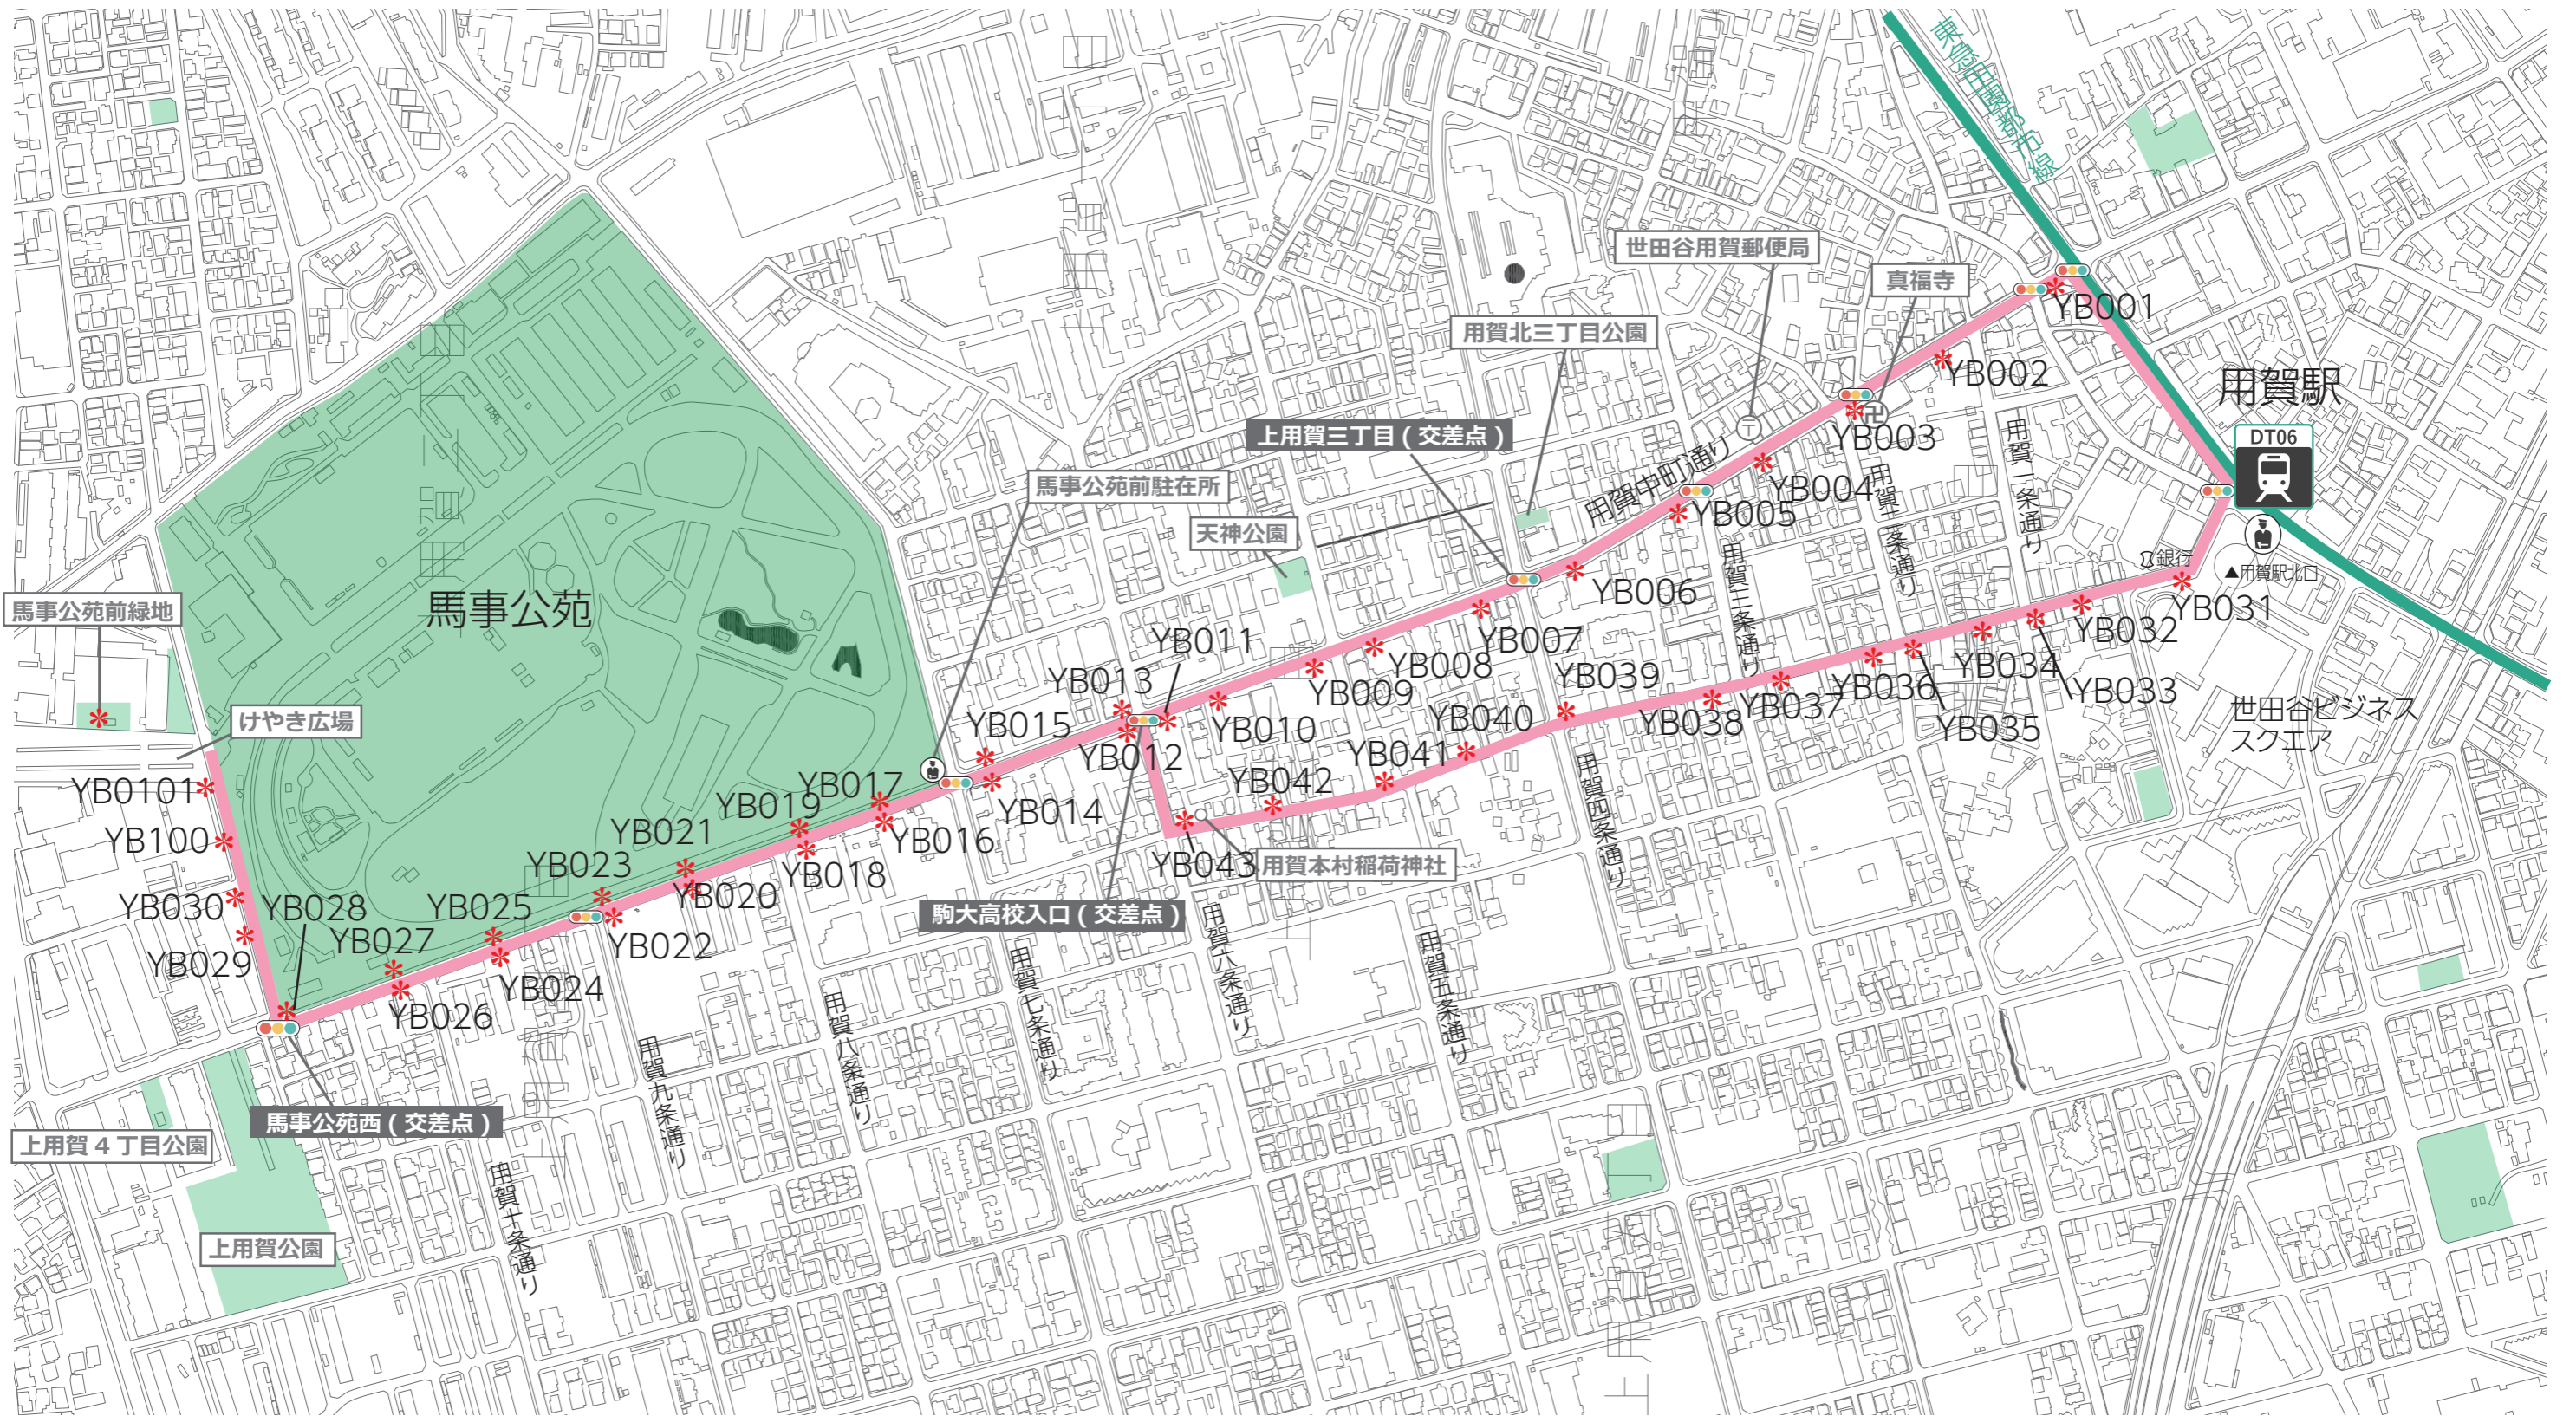 東急田園都市線
世田谷用賀郵便局
真福寺
YB001
用賀北三丁目公園
YB002
用賀駅
DT06
上用賀三丁目 ( 交差点 )
YB003
用賀中町通り
用賀一条通り
馬事公苑前駐在所
YB004
用賀二条通り
YB005
天神公園
用賀三条通り
銀行
▲用賀駅北口
馬事公苑前緑地
馬事公苑
YB006
YB031
YB011
YB007
YB032
YB008
YB034
YB013
YB009
YB039
YB036
YB033
けやき広場
YB015
YB012
YB010
YB040
YB038
YB037
YB035
世田谷ビジネス
スクエア
YB041
YB0101
YB017
YB042
用賀四条通り
YB019
YB014
YB100
YB021
YB016
YB018
YB043
用賀本村稲荷神社
YB023
YB020
YB030
YB028
YB025
YB022
駒大高校入口 ( 交差点 )
YB027
YB029
YB024
YB026
用賀六条通り
用賀五条通り
用賀七条通り
用賀八条通り
用賀九条通り
馬事公苑西 ( 交差点 )
上用賀 4 丁目公園
用賀十条通り
上用賀公園